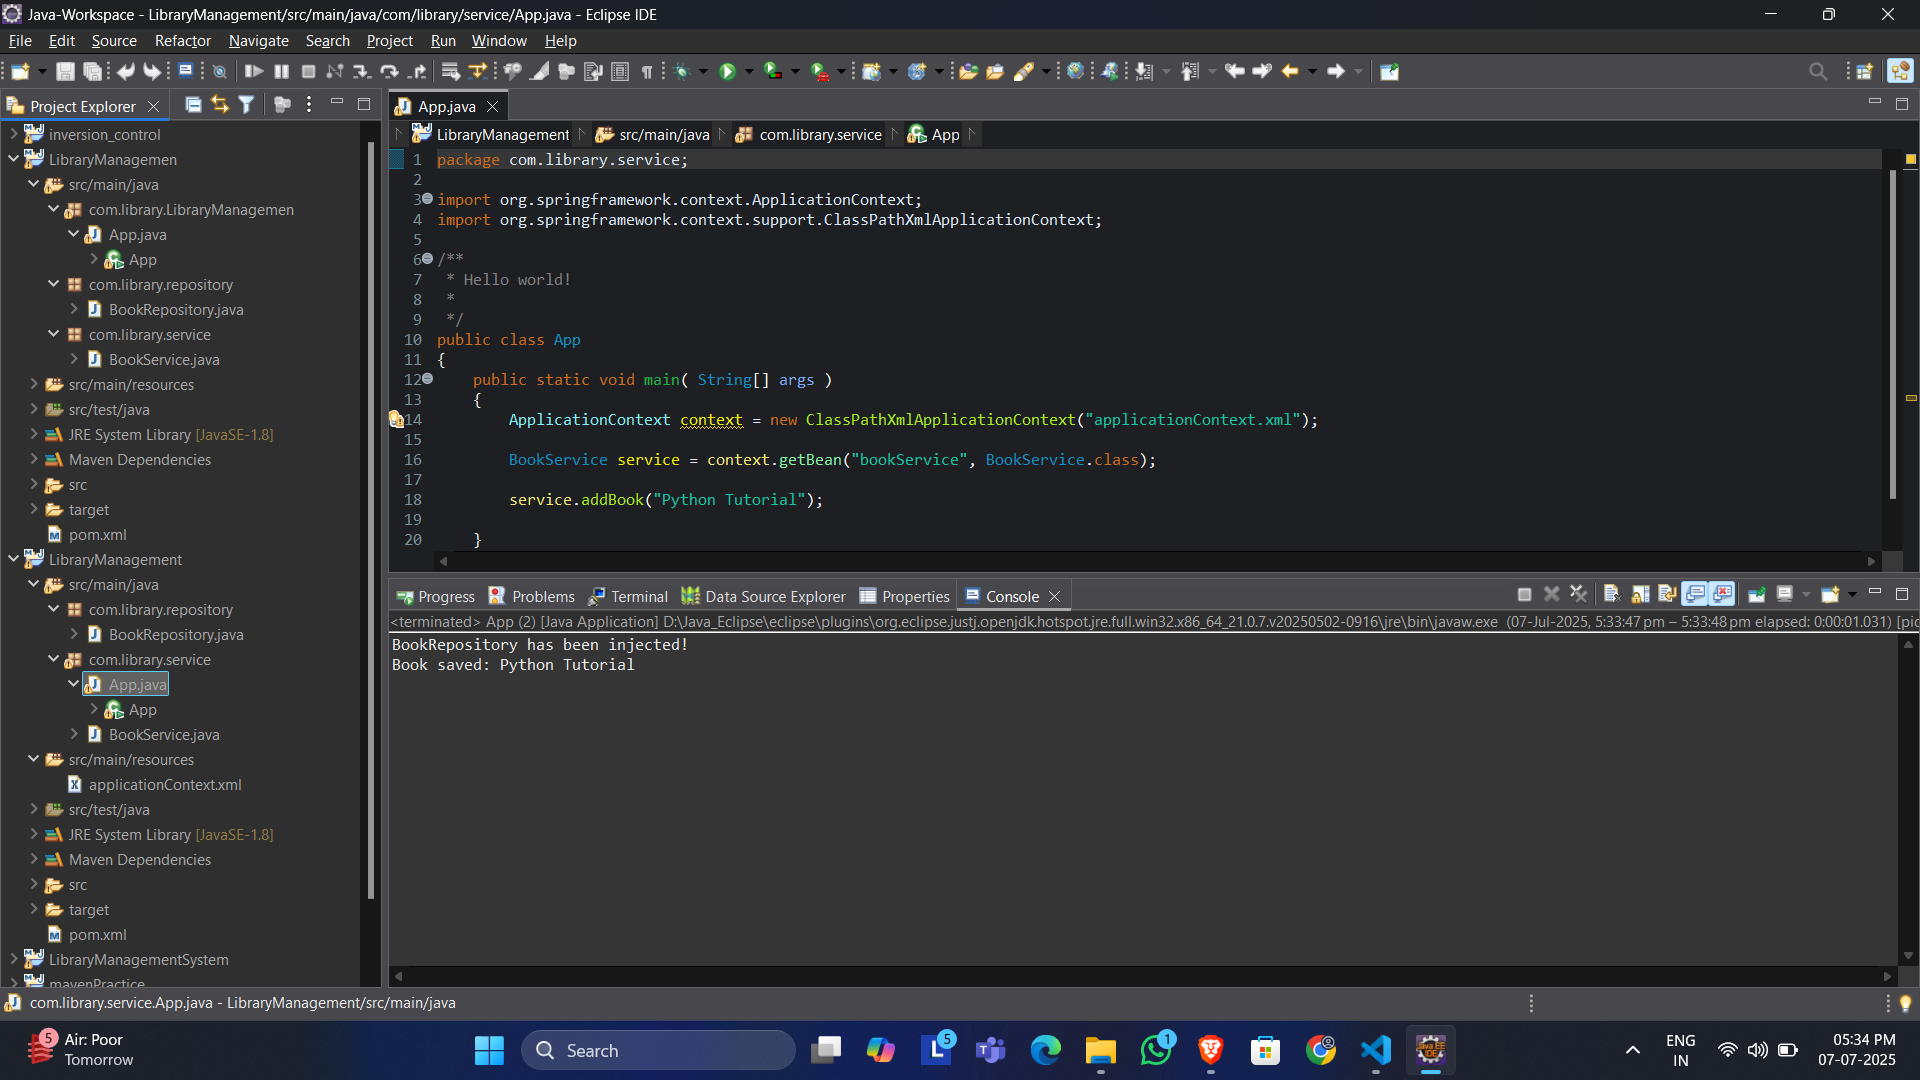 Java-Workspace - LibraryManagement/src/main/java/com/library/service/App.java - Eclipse IDE
File Edit Source Refactor Navigate Search Project Run Window Help
Project Explorer
inversion_control
LibraryManagemen
src/main/java
com.library.LibraryManagemen
App.java
App
com.library.repository
BookRepository.java
com.library.service
BookService.java
src/main/resources
src/test/java
JRE System Library [JavaSE-1.8]
Maven Dependencies
src
target
pom.xml
LibraryManagement
src/main/java
com.library.repository
BookRepository.java
com.library.service
App.java
App
BookService.java
src/main/resources
applicationContext.xml
src/test/java
JRE System Library [JavaSE-1.8]
Maven Dependencies
src
target
pom.xml
LibraryManagementSystem
mavenPractice
App.java
LibraryManagement src/main/java com.library.service App
1 package com.library.service;
2
3 import org.springframework.context.ApplicationContext;
4 import org.springframework.context.support.ClassPathXmlApplicationContext;
5
6 /**
7 * Hello world!
8 *
9 */
10 public class App
11 {
12 public static void main( String[] args )
13 {
14 ApplicationContext context = new ClassPathXmlApplicationContext("applicationContext.xml");
15
16 BookService service = context.getBean("bookService", BookService.class);
17
18 service.addBook("Python Tutorial");
19
20 }
Progress Problems Terminal Data Source Explorer Properties Console
<terminated> App (2) [Java Application] D:\Java_Eclipse\eclipse\plugins\org.eclipse.justj.openjdk.hotspot.jre.full.win32.x86_64_21.0.7.v20250502-0916\jre\bin\javaw.exe (07-Jul-2025, 5:33:47 pm – 5:33:48 pm elapsed: 0:00:01.031) [pic
BookRepository has been injected!
Book saved: Python Tutorial
com.library.service.App.java - LibraryManagement/src/main/java
5
Air: Poor
Tomorrow
Search
5
1
ENG
IN
05:34 PM
07-07-2025